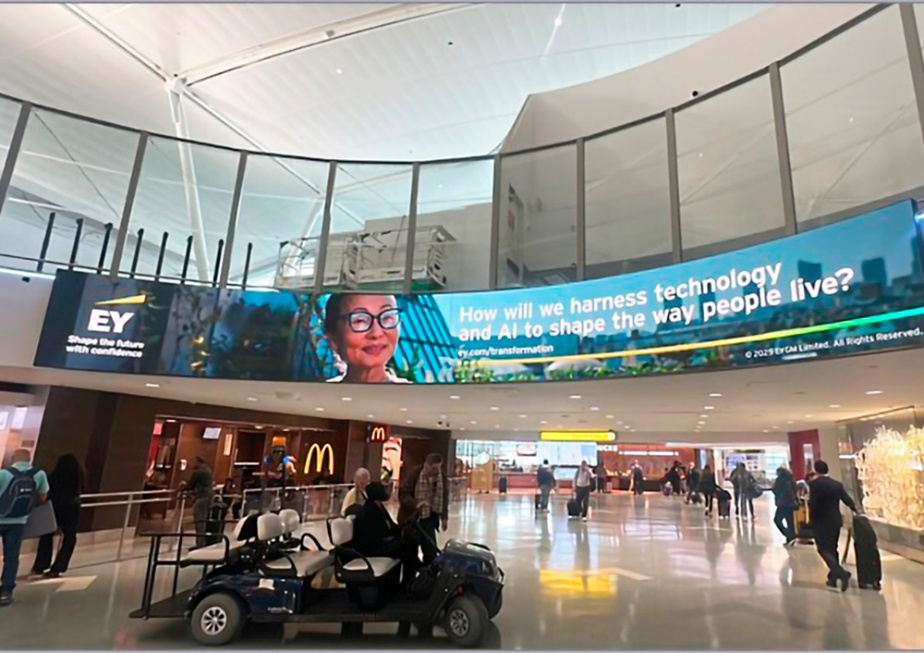 EY
Shape the future
with confidence
How will we harness technology
and AI to shape the way people live?
ey.com/transformation
© 2025 EYGM Limited. All Rights Reserved.